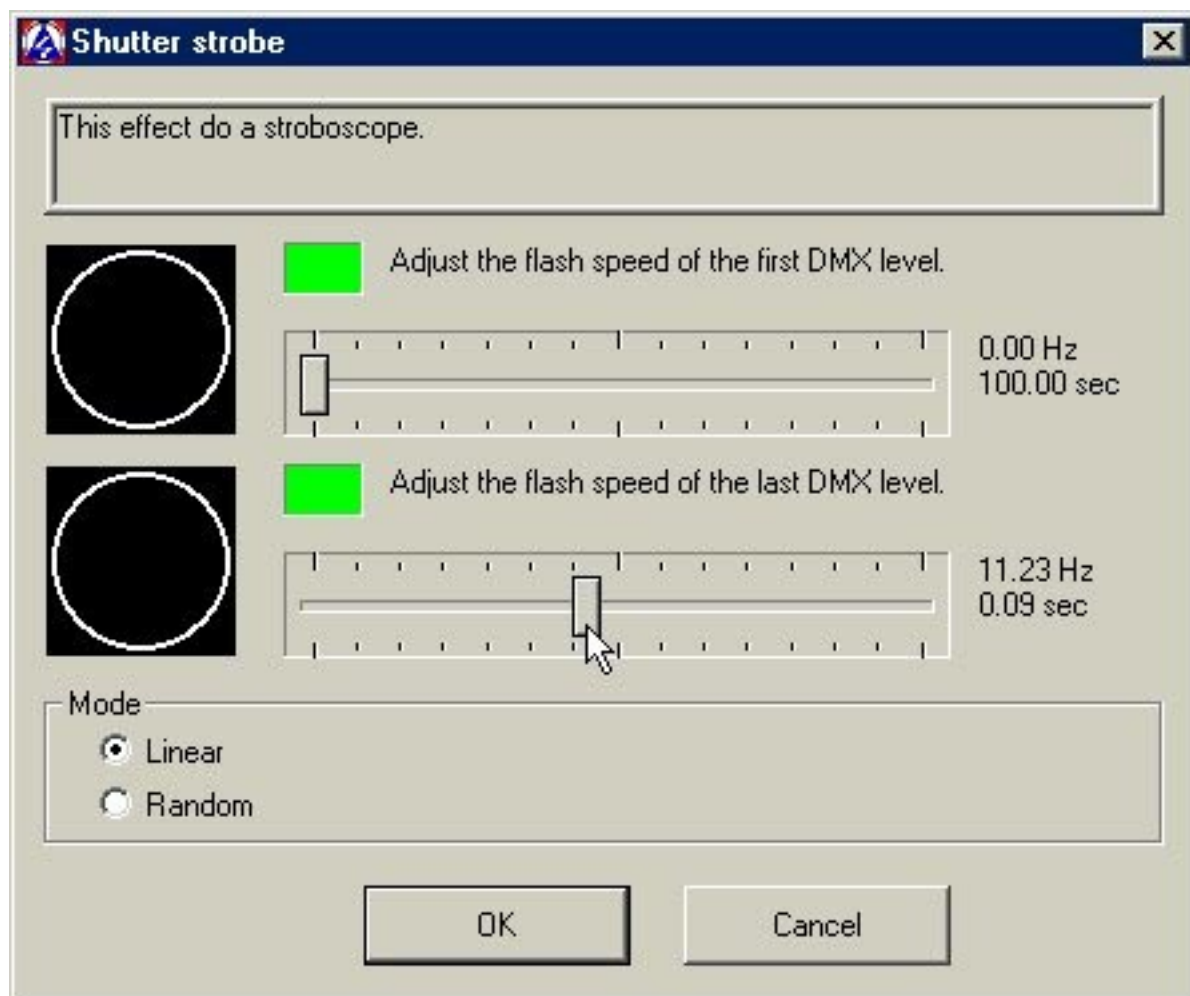 Shutter strobe
This effect do a stroboscope.
Adjust the flash speed of the first DMX level.
0.00 Hz
100.00 sec
Adjust the flash speed of the last DMX level.
11.23 Hz
0.09 sec
Mode
Linear
Random
OK
Cancel